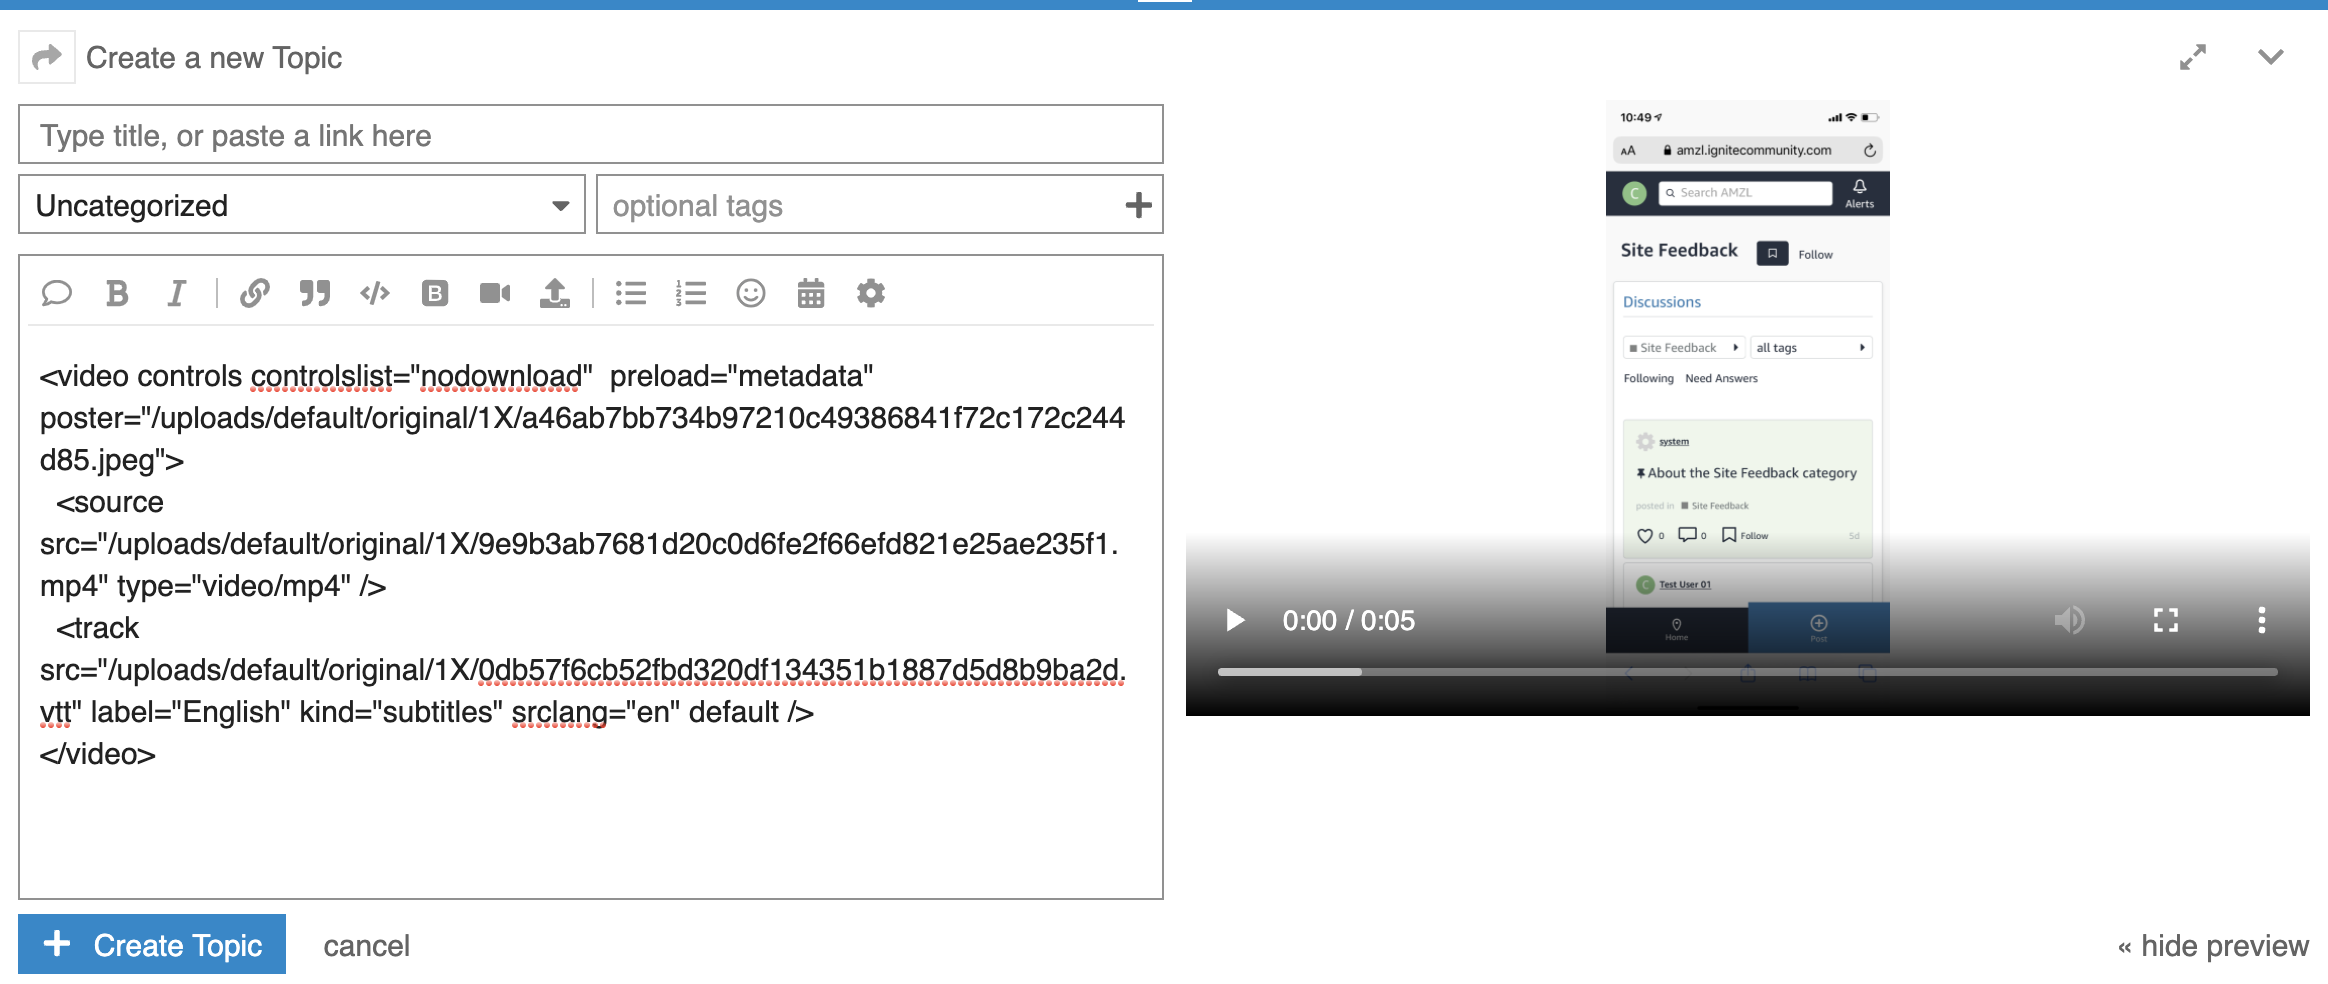 Create a new Topic
Type title, or paste a link here
Uncategorized
optional tags
<video controls controlslist="nodownload"  preload="metadata"
poster="/uploads/default/original/1X/a46ab7bb734b97210c49386841f72c172c244
d85.jpeg">
<source
src="/uploads/default/original/1X/9e9b3ab7681d20c0d6fe2f66efd821e25ae235f1.
mp4" type="video/mp4" />
<track
src="/uploads/default/original/1X/0db57f6cb52fbd320df134351b1887d5d8b9ba2d.
vtt" label="English" kind="subtitles" srclang="en" default />
</video>
Create Topic
cancel
10:49
AA amzl.ignitecommunity.com
C Search AMZL
Alerts
Site Feedback Follow
Discussions
Site Feedback all tags
Following Need Answers
system
About the Site Feedback category
posted in Site Feedback
0 0 Follow 5d
C Test User 01
0:00 / 0:05
Home Post
« hide preview